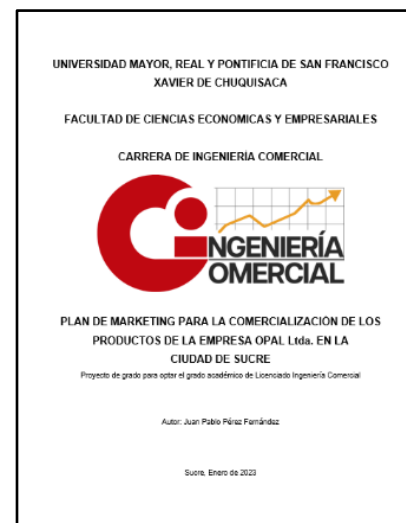 UNIVERSIDAD MAYOR, REAL Y PONTIFICIA DE SAN FRANCISCO
XAVIER DE CHUQUISACA
FACULTAD DE CIENCIAS ECONOMICAS Y EMPRESARIALES
CARRERA DE INGENIERÍA COMERCIAL
INGENIERÍA
COMERCIAL
PLAN DE MARKETING PARA LA COMERCIALIZACIÓN DE LOS
PRODUCTOS DE LA EMPRESA OPAL Ltda. EN LA
CIUDAD DE SUCRE
Proyecto de grado para optar el grado académico de Licenciado Ingeniería Comercial
Autor: Juan Pablo Pérez Fernández
Sucre, Enero de 2023